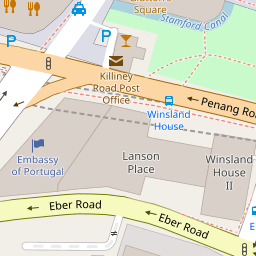 Square
Stamford Canal
P
P
Killiney
Road Post
Office
Penang Ro
Winsland
House
Embassy
of Portugal
Lanson
Place
Winsland
House
II
Eber Road
Eber Road
E